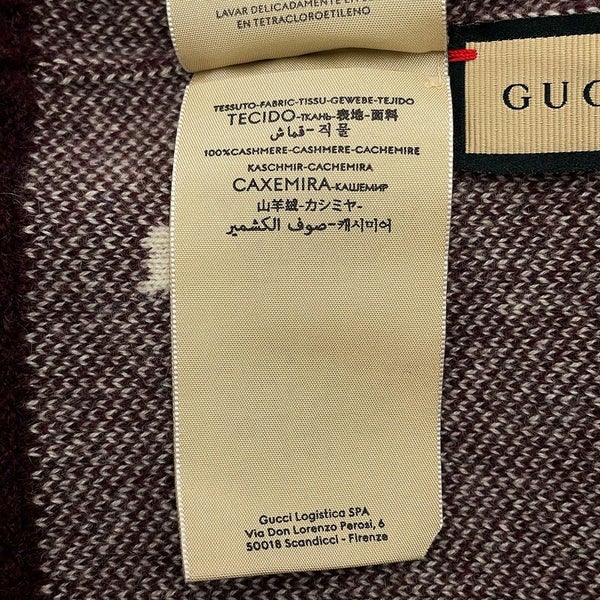 LAVAR DELICADAMENTE E
EN TETRACLOROETILENO
GUC
TESSUTO-FABRIC-TISSU-GEWEBE-TEJIDO
TECIDO-ТКАНЬ-表地-面料
قماش-직물
100%CASHMERE-CASHMERE-CACHEMIRE
KASCHMIR-CACHEMIRA
CAXEMIRA-КАШЕМИР
山羊绒-カシミヤ-
صوف الكشمير-캐시미어
Gucci Logistica SPA
Via Don Lorenzo Perosi, 6
50018 Scandicci - Firenze